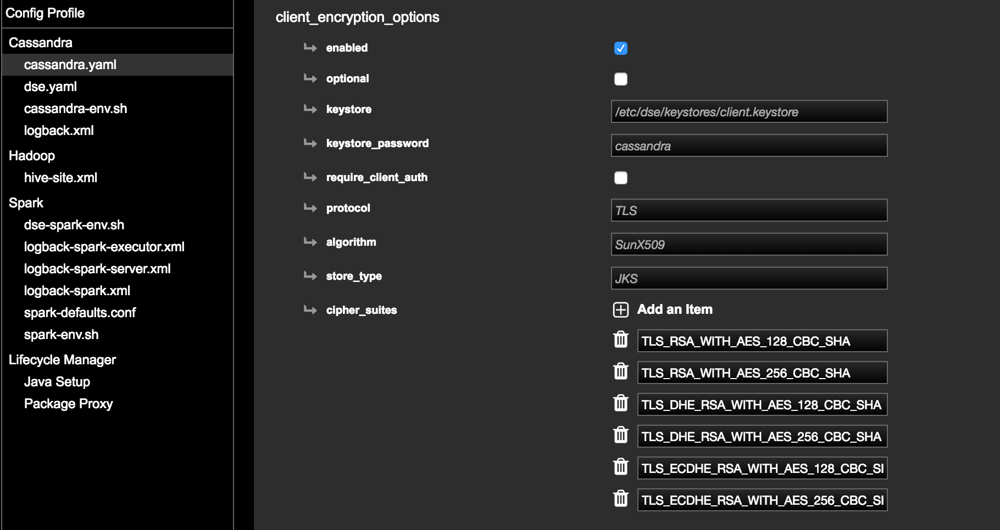 Config Profile
Cassandra
cassandra.yaml
dse.yaml
cassandra-env.sh
logback.xml
Hadoop
hive-site.xml
Spark
dse-spark-env.sh
logback-spark-executor.xml
logback-spark-server.xml
logback-spark.xml
spark-defaults.conf
spark-env.sh
Lifecycle Manager
Java Setup
Package Proxy
client_encryption_options
enabled
optional
keystore /etc/dse/keystores/client.keystore
keystore_password cassandra
require_client_auth
protocol TLS
algorithm SunX509
store_type JKS
cipher_suites Add an Item
TLS_RSA_WITH_AES_128_CBC_SHA
TLS_RSA_WITH_AES_256_CBC_SHA
TLS_DHE_RSA_WITH_AES_128_CBC_SHA
TLS_DHE_RSA_WITH_AES_256_CBC_SHA
TLS_ECDHE_RSA_WITH_AES_128_CBC_S
TLS_ECDHE_RSA_WITH_AES_256_CBC_S